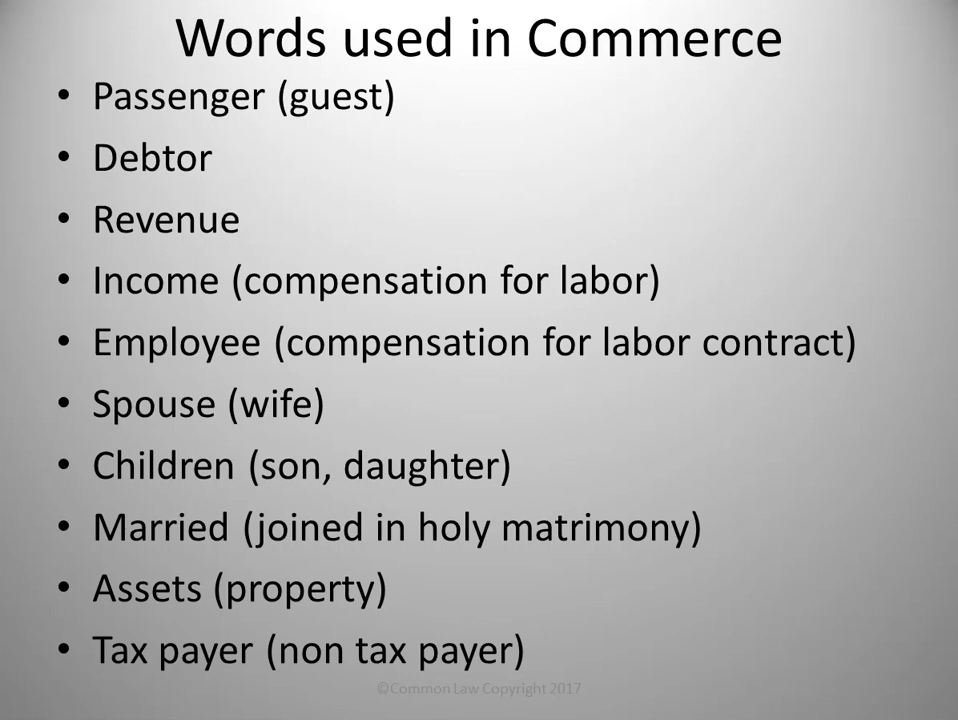 Words used in Commerce
• Passenger (guest)
• Debtor
• Revenue
• Income (compensation for labor)
• Employee (compensation for labor contract)
• Spouse (wife)
• Children (son, daughter)
• Married (joined in holy matrimony)
• Assets (property)
• Tax payer (non tax payer)
©Common Law Copyright 2017